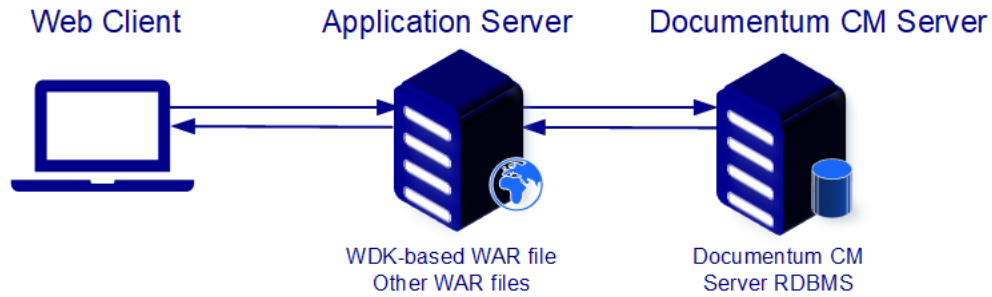 Web Client
Application Server
Documentum CM Server
WDK-based WAR file
Other WAR files
Documentum CM
Server RDBMS